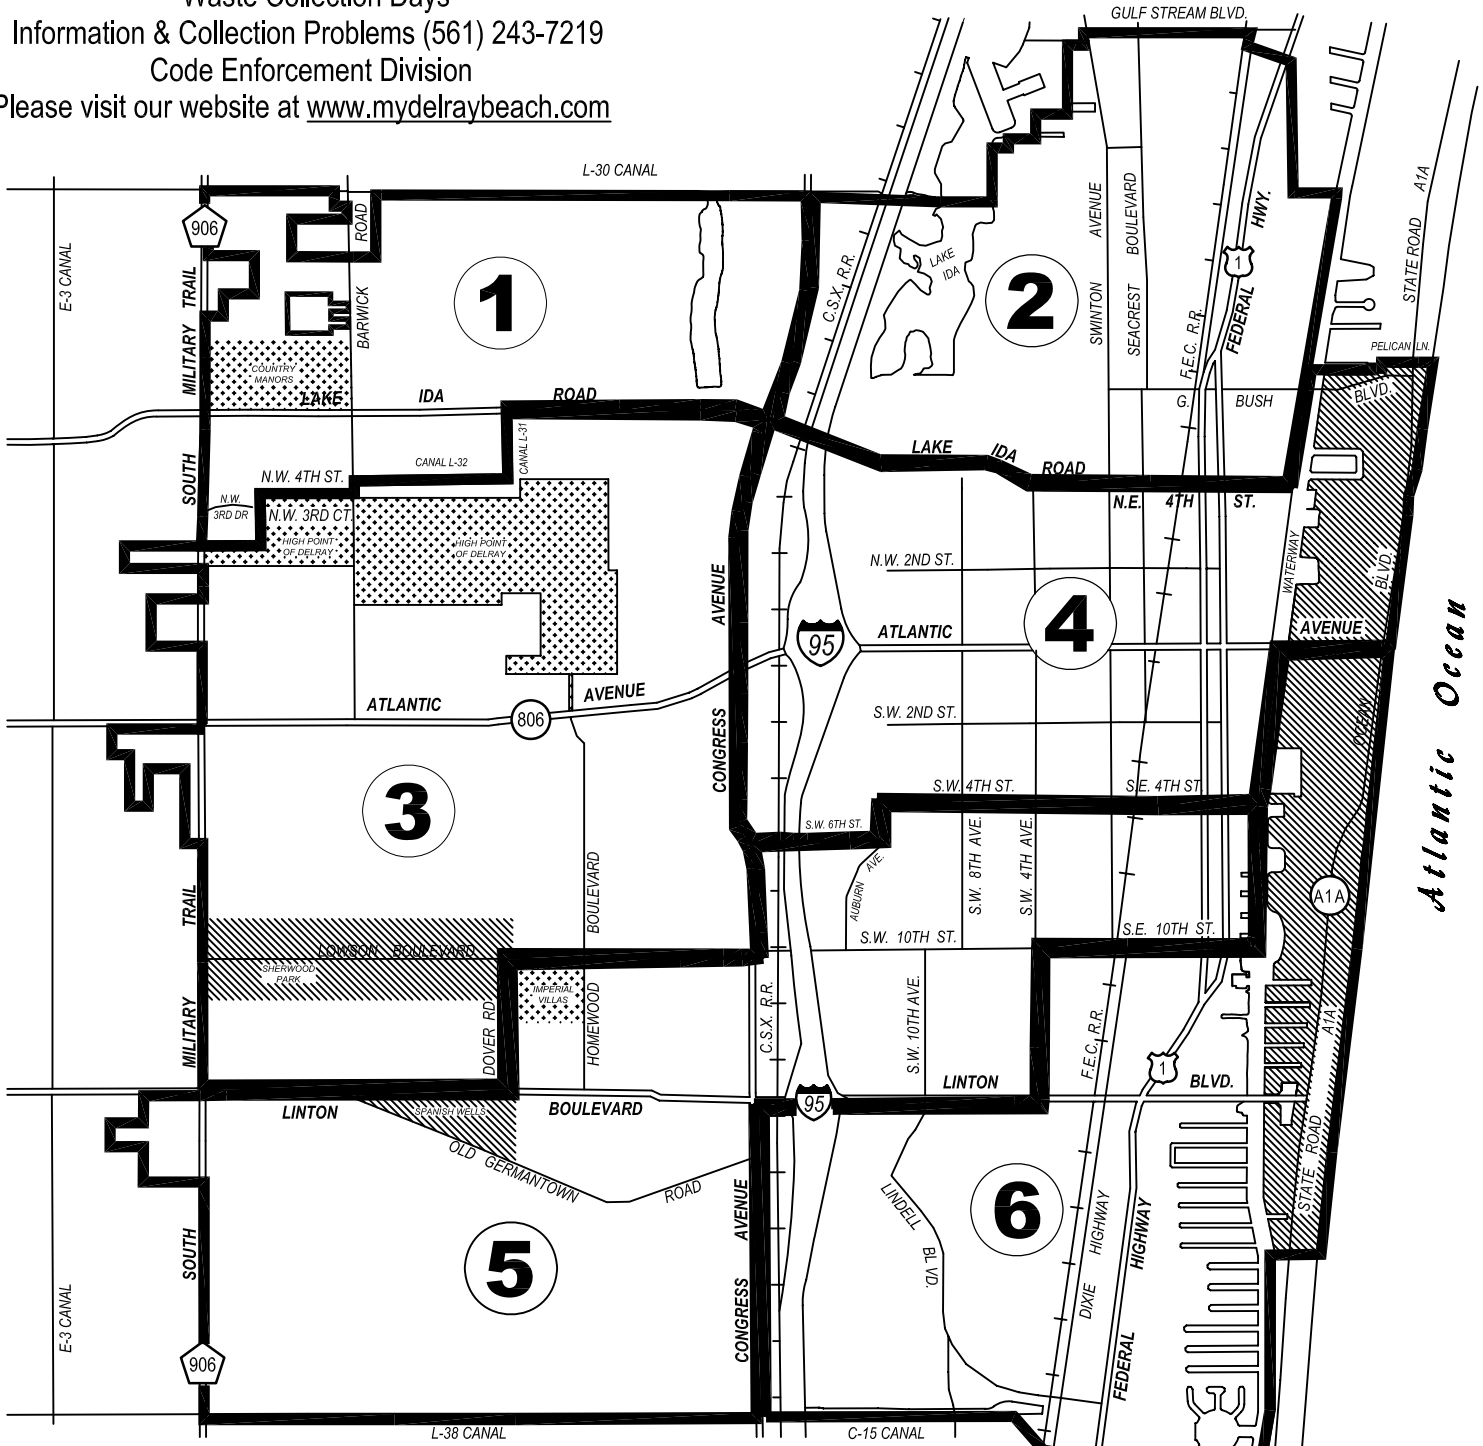 Waste Collection Days
Information & Collection Problems (561) 243-7219
Code Enforcement Division
Please visit our website at www.mydelraybeach.com
GULF STREAM BLVD.
L-30 CANAL
906
ROAD
BARWICK
E-3 CANAL
SOUTH MILITARY TRAIL
1
COUNTRY
MANORS
LAKE IDA ROAD
C.S.X. R.R.
LAKE
IDA
2
SWINTON AVENUE
SEACREST BOULEVARD
F.E.C. R.R.
1
FEDERAL HWY.
STATE ROAD A1A
PELICAN LN.
G. BUSH BLVD.
LAKE IDA ROAD
N.E. 4TH ST.
CANAL L-31
CANAL L-32
N.W. 4TH ST.
N.W.
3RD DR
N.W. 3RD CT.
HIGH POINT
OF DELRAY
HIGH POINT
OF DELRAY
CONGRESS AVENUE
N.W. 2ND ST.
WATERWAY
BLVD.
4
95
ATLANTIC AVENUE
OCEAN
Atlantic Ocean
ATLANTIC AVENUE
806
S.W. 2ND ST.
3
S.W. 4TH ST.
S.E. 4TH ST.
S.W. 6TH ST.
AUBURN AVE.
S.W. 8TH AVE.
S.W. 4TH AVE.
A1A
S.W. 10TH ST.
S.E. 10TH ST.
MILITARY TRAIL
LOWSON BOULEVARD
SHERWOOD
PARK
IMPERIAL
VILLAS
DOVER RD
HOMEWOOD BOULEVARD
C.S.X. R.R.
S.W. 10TH AVE.
F.E.C. R.R.
1
A1A
LINTON BOULEVARD
95
LINTON BLVD.
STATE ROAD
SPANISH WELLS
OLD GERMANTOWN ROAD
SOUTH
CONGRESS AVENUE
LINDELL BLVD.
6
DIXIE HIGHWAY
FEDERAL HIGHWAY
5
E-3 CANAL
906
L-38 CANAL
C-15 CANAL